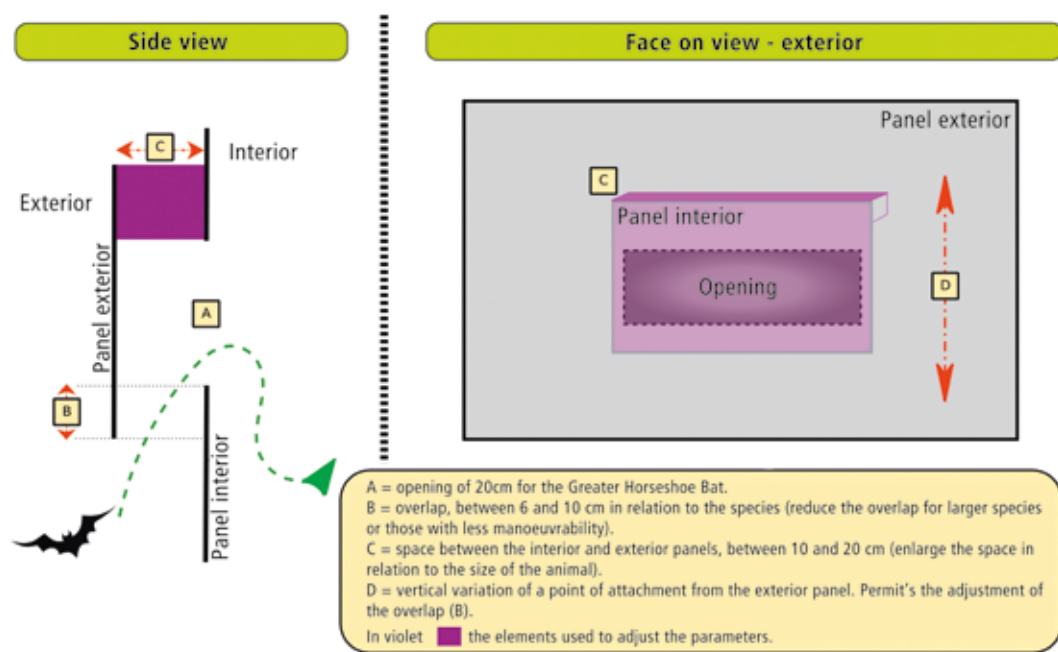 Side view
Face on view - exterior
C
Interior
Exterior
Panel exterior
A
B
Panel interior
Panel exterior
C
Panel interior
Opening
D
A = opening of 20cm for the Greater Horseshoe Bat.
B = overlap, between 6 and 10 cm in relation to the species (reduce the overlap for larger species
or those with less manoeuvrability).
C = space between the interior and exterior panels, between 10 and 20 cm (enlarge the space in
relation to the size of the animal).
D = vertical variation of a point of attachment from the exterior panel. Permit's the adjustment of
the overlap (B).
In violet the elements used to adjust the parameters.